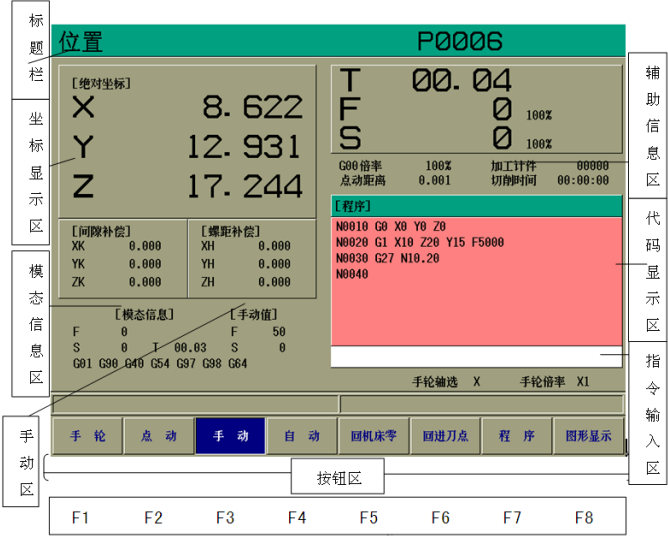 标题栏
坐标显示区
模态信息区
手动区
位置 P0006
[绝对坐标]
X 8.622
Y 12.931
Z 17.244
T 00.04
F 0 100%
S 0 100%
G00倍率 100% 加工计件 00000
点动距离 0.001 切削时间 00:00:00
[间隙补偿] [螺距补偿]
XK 0.000 XH 0.000
YK 0.000 YH 0.000
ZK 0.000 ZH 0.000
[程序]
N0010 G0 X0 Y0 Z0
N0020 G1 X10 Z20 Y15 F5000
N0030 G27 N10.20
N0040
[模态信息] [手动值]
F 0 F 50
S 0 T 00.03 S 0
G01 G90 G40 G54 G97 G98 G64
手轮轴选 X 手轮倍率 X1
手 轮 点 动 手 动 自 动 回机床零 回进刀点 程 序 图形显示
辅助信息区
代码显示区
指令输入区
按钮区
F1 F2 F3 F4 F5 F6 F7 F8